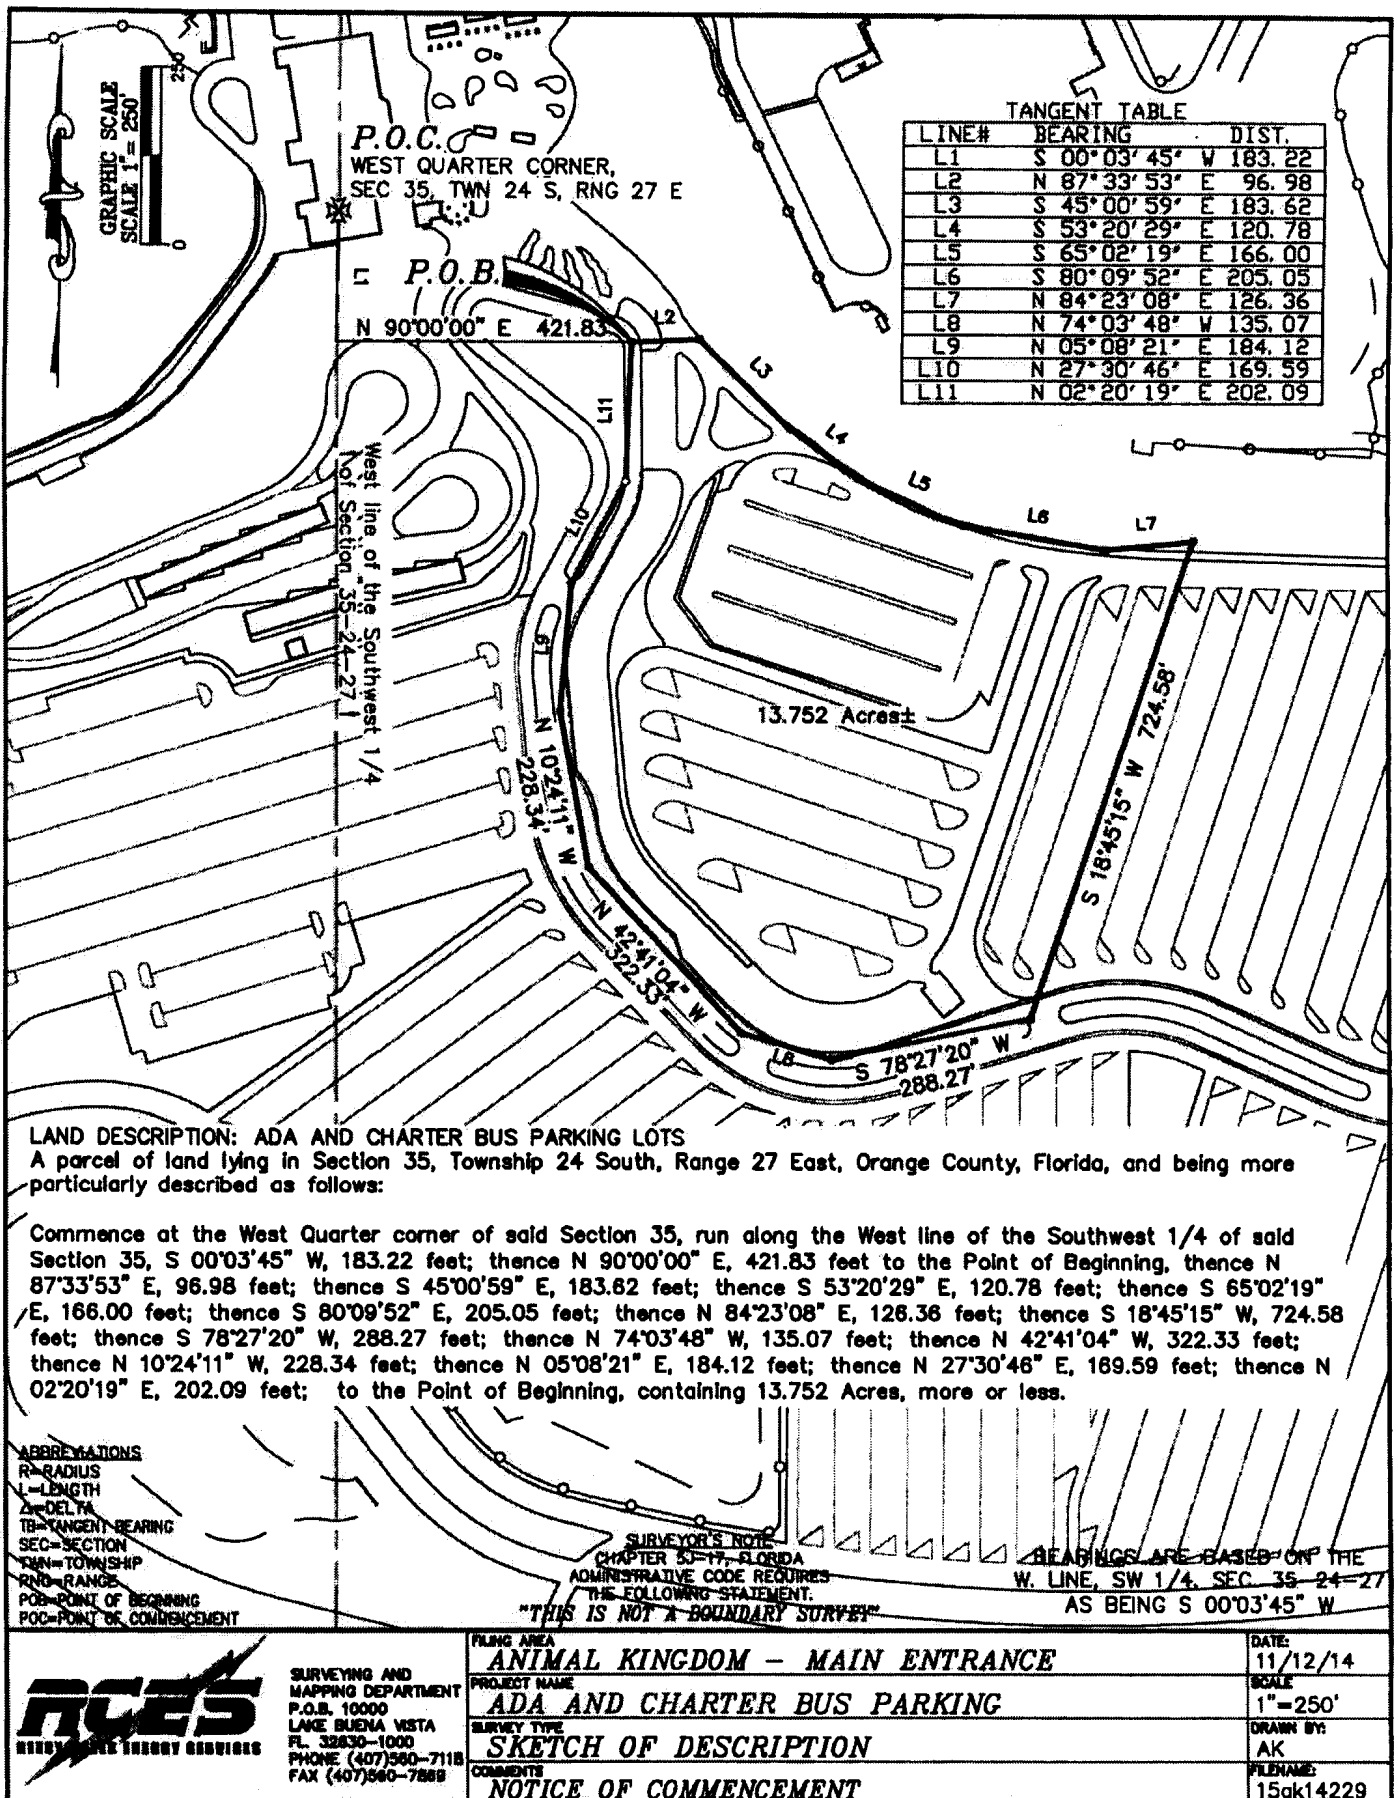 GRAPHIC SCALE
SCALE 1" = 250'
0
250
P.O.C.
WEST QUARTER CORNER,
SEC 35, TWN 24 S, RNG 27 E
TANGENT TABLE
LINE# BEARING DIST.
L1 S 00°03'45" W 183.22
L2 N 87°33'53" E 96.98
L3 S 45°00'59" E 183.62
L4 S 53°20'29" E 120.78
L5 S 65°02'19" E 166.00
L6 S 80°09'52" E 205.05
L7 N 84°23'08" E 126.36
L8 N 74°03'48" W 135.07
L9 N 05°08'21" E 184.12
L10 N 27°30'46" E 169.59
L11 N 02°20'19" E 202.09
L1
P.O.B.
N 90°00'00" E 421.83
L2
L3
L4
L5
L6
L7
L11
L10
L9
West line of the Southwest 1/4
of Section 35-24-27
13.752 Acres±
S 18°45'15" W 724.58'
N 10°24'11" W
228.34'
N 42°41'04" W
322.33'
L8
S 78°27'20" W
288.27'
LAND DESCRIPTION: ADA AND CHARTER BUS PARKING LOTS
A parcel of land lying in Section 35, Township 24 South, Range 27 East, Orange County, Florida, and being more
particularly described as follows:
Commence at the West Quarter corner of said Section 35, run along the West line of the Southwest 1/4 of said
Section 35, S 00°03'45" W, 183.22 feet; thence N 90°00'00" E, 421.83 feet to the Point of Beginning, thence N
87°33'53" E, 96.98 feet; thence S 45°00'59" E, 183.62 feet; thence S 53°20'29" E, 120.78 feet; thence S 65°02'19"
E, 166.00 feet; thence S 80°09'52" E, 205.05 feet; thence N 84°23'08" E, 126.36 feet; thence S 18°45'15" W, 724.58
feet; thence S 78°27'20" W, 288.27 feet; thence N 74°03'48" W, 135.07 feet; thence N 42°41'04" W, 322.33 feet;
thence N 10°24'11" W, 228.34 feet; thence N 05°08'21" E, 184.12 feet; thence N 27°30'46" E, 169.59 feet; thence N
02°20'19" E, 202.09 feet; to the Point of Beginning, containing 13.752 Acres, more or less.
ABBREVIATIONS
R=RADIUS
L=LENGTH
Δ=DELTA
TB=TANGENT BEARING
SEC=SECTION
TWN=TOWNSHIP
RNG=RANGE
POB=POINT OF BEGINNING
POC=POINT OF COMMENCEMENT
SURVEYOR'S NOTE
CHAPTER 5J-17, FLORIDA
ADMINISTRATIVE CODE REQUIRES
THE FOLLOWING STATEMENT.
"THIS IS NOT A BOUNDARY SURVEY"
BEARINGS ARE BASED ON THE
W. LINE, SW 1/4, SEC. 35-24-27
AS BEING S 00°03'45" W
RCES
REEDY CREEK ENERGY SERVICES
SURVEYING AND
MAPPING DEPARTMENT
P.O.B. 10000
LAKE BUENA VISTA
FL. 32830-1000
PHONE (407)560-7118
FAX (407)560-7869
FILING AREA
ANIMAL KINGDOM - MAIN ENTRANCE
PROJECT NAME
ADA AND CHARTER BUS PARKING
SURVEY TYPE
SKETCH OF DESCRIPTION
COMMENTS
NOTICE OF COMMENCEMENT
DATE:
11/12/14
SCALE
1"=250'
DRAWN BY:
AK
FILENAME:
15ak14229